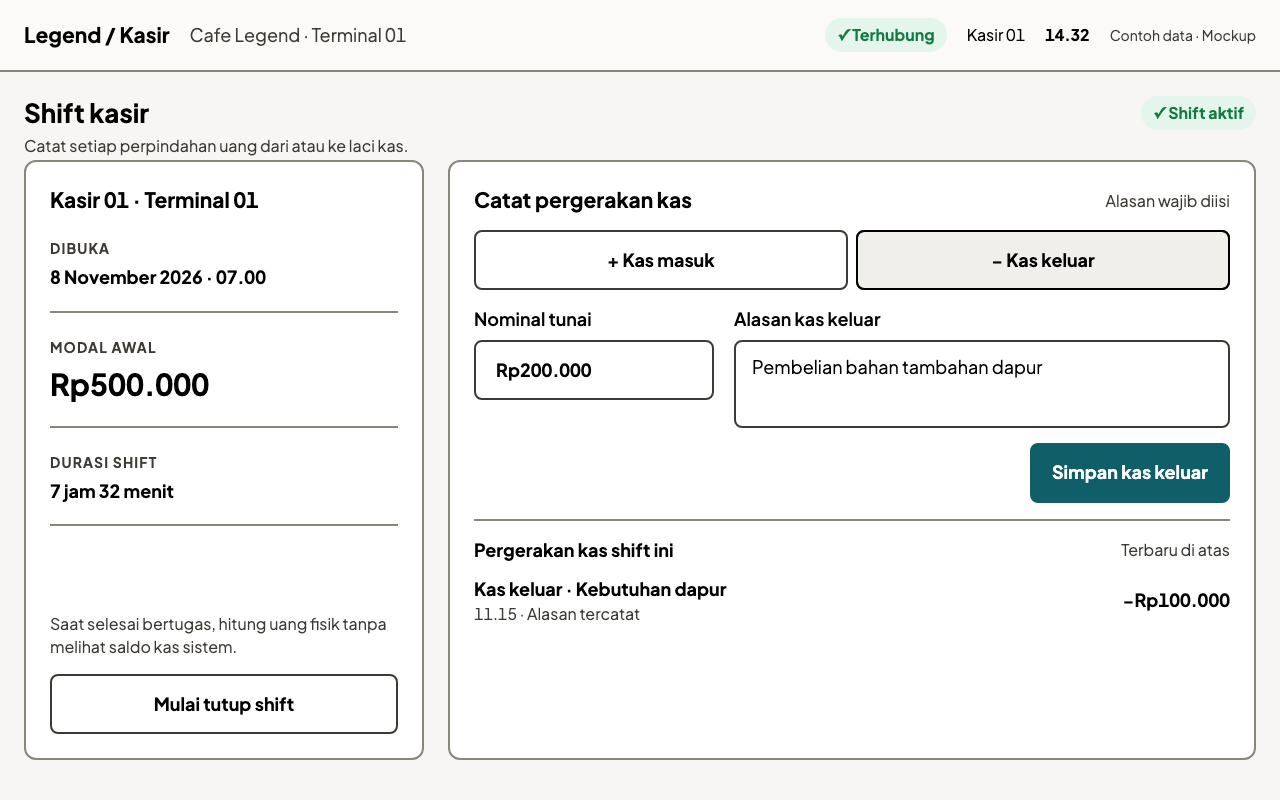 Legend / Kasir
Cafe Legend · Terminal 01
✓Terhubung
Kasir 01
14.32
Contoh data · Mockup
Shift kasir
✓Shift aktif
Catat setiap perpindahan uang dari atau ke laci kas.
Kasir 01 · Terminal 01
DIBUKA
8 November 2026 · 07.00
MODAL AWAL
Rp500.000
DURASI SHIFT
7 jam 32 menit
Saat selesai bertugas, hitung uang fisik tanpa
melihat saldo kas sistem.
Mulai tutup shift
Catat pergerakan kas
Alasan wajib diisi
+ Kas masuk
− Kas keluar
Nominal tunai
Alasan kas keluar
Rp200.000
Pembelian bahan tambahan dapur
Simpan kas keluar
Pergerakan kas shift ini
Terbaru di atas
Kas keluar · Kebutuhan dapur
11.15 · Alasan tercatat
−Rp100.000